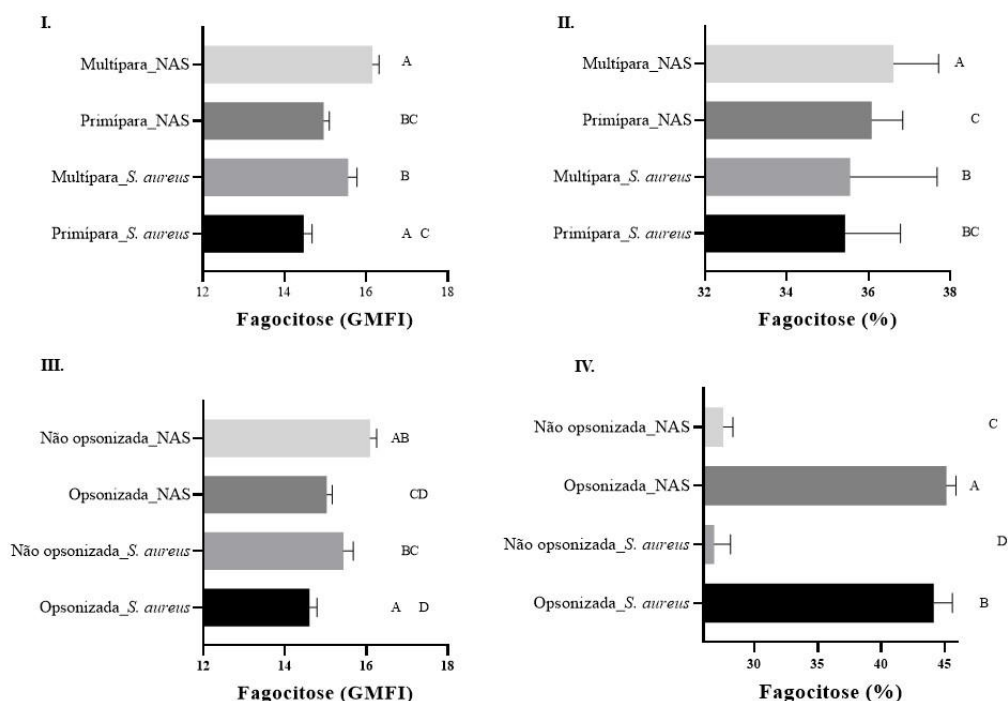 I.
Multípara_NAS
A
Primípara_NAS
BC
Multípara_S. aureus
B
Primípara_S. aureus
A C
12 14 16 18
Fagocitose (GMFI)
II.
Multípara_NAS
A
Primípara_NAS
C
Multípara_S. aureus
B
Primípara_S. aureus
BC
32 34 36 38
Fagocitose (%)
III.
Não opsonizada_NAS
AB
Opsonizada_NAS
CD
Não opsonizada_S. aureus
BC
Opsonizada_S. aureus
A D
12 14 16 18
Fagocitose (GMFI)
IV.
Não opsonizada_NAS
C
Opsonizada_NAS
A
Não opsonizada_S. aureus
D
Opsonizada_S. aureus
B
30 35 40 45
Fagocitose (%)